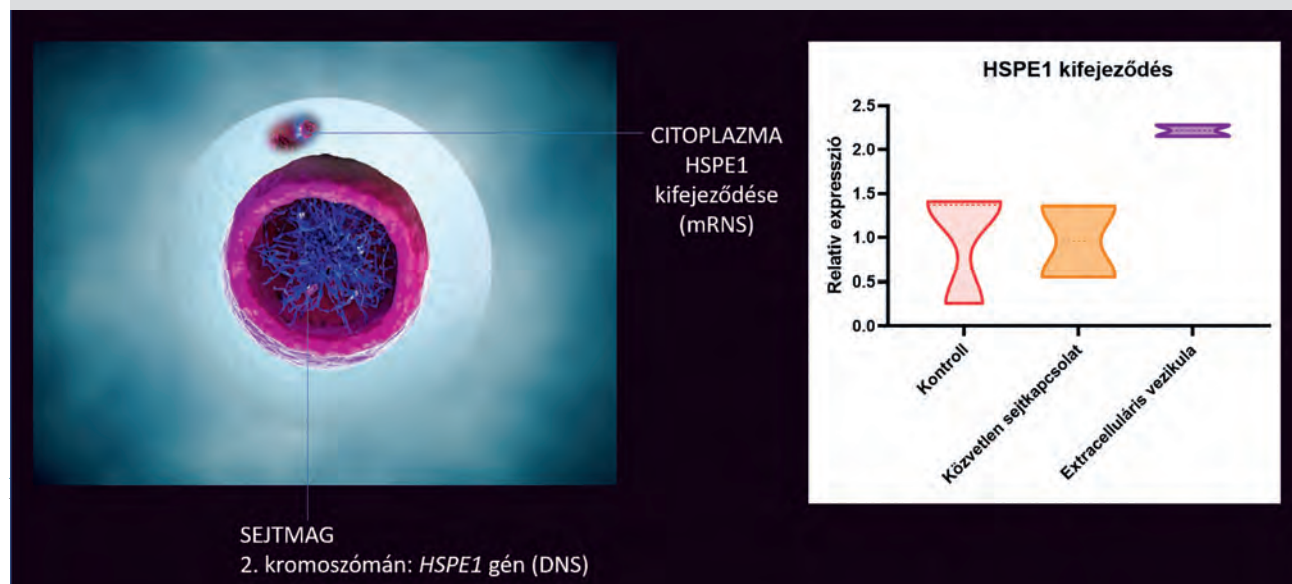 CITOPLAZMA
HSPE1
kifejeződése
(mRNS)
SEJTMAG
2. kromoszómán: HSPE1 gén (DNS)
HSPE1 kifejeződés
Relatív expresszió
2.5
2.0
1.5
1.0
0.5
0.0
Kontroll
Közvetlen sejtkapcsolat
Extracelluláris vezikula